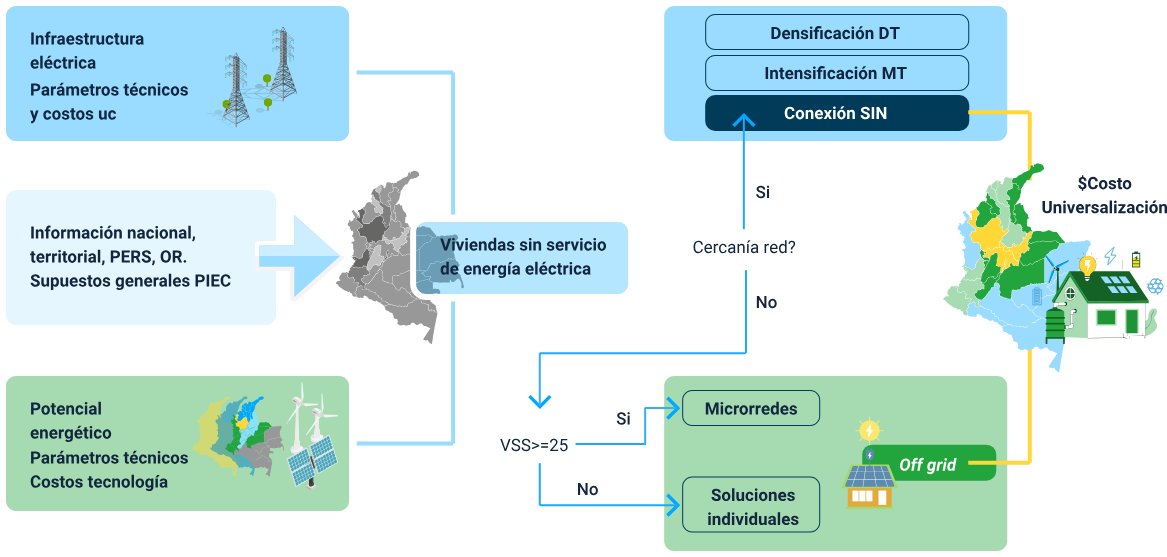 Infraestructura
eléctrica
Parámetros técnicos
y costos uc
Información nacional,
territorial, PERS, OR.
Supuestos generales PIEC
Potencial
energético
Parámetros técnicos
Costos tecnología
Viviendas sin servicio
de energía eléctrica
Densificación DT
Intensificación MT
Conexión SIN
Si
Cercanía red?
No
VSS>=25
Si
No
Microrredes
Soluciones
individuales
Off grid
$Costo
Universalización